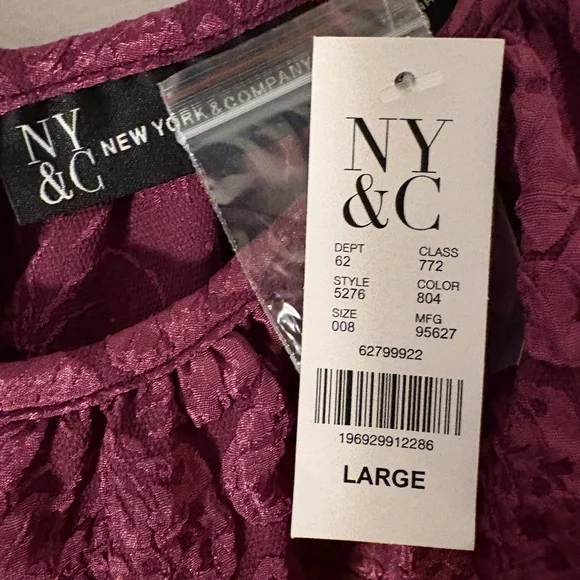 NY
&C
NEW YORK & COMPANY
NY
&C
DEPT CLASS
62 772
STYLE COLOR
5276 804
SIZE MFG
008 95627
62799922
196929912286
LARGE